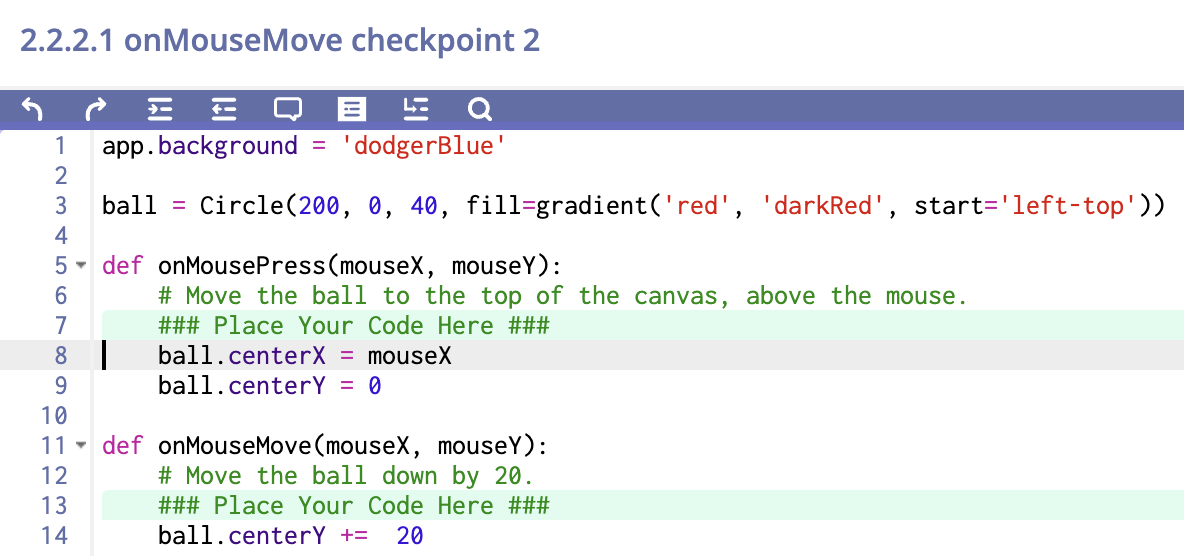 2.2.2.1 onMouseMove checkpoint 2
1 app.background = 'dodgerBlue'
2
3 ball = Circle(200, 0, 40, fill=gradient('red', 'darkRed', start='left-top'))
4
5 def onMousePress(mouseX, mouseY):
6     # Move the ball to the top of the canvas, above the mouse.
7     ### Place Your Code Here ###
8     ball.centerX = mouseX
9     ball.centerY = 0
10
11 def onMouseMove(mouseX, mouseY):
12     # Move the ball down by 20.
13     ### Place Your Code Here ###
14     ball.centerY +=  20